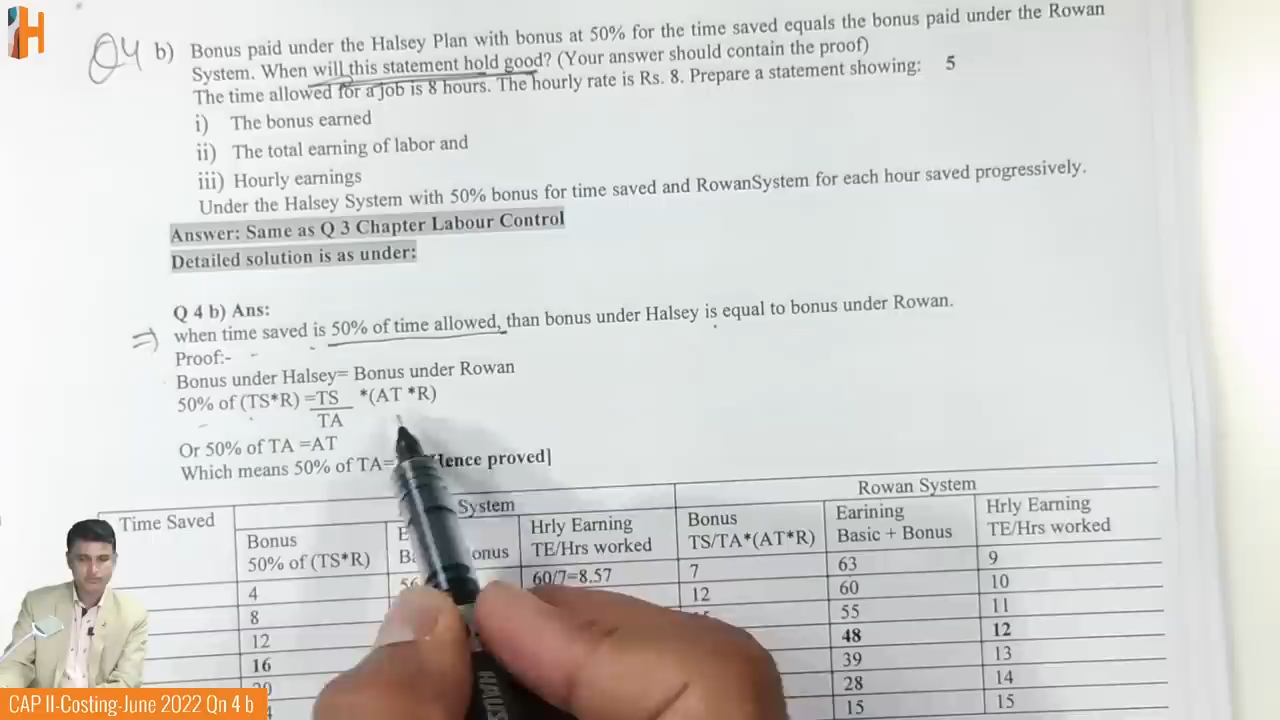 H
Q4 b) Bonus paid under the Halsey Plan with bonus at 50% for the time saved equals the bonus paid under the Rowan
System. When will this statement hold good? (Your answer should contain the proof)
The time allowed for a job is 8 hours. The hourly rate is Rs. 8. Prepare a statement showing: 5
i) The bonus earned
ii) The total earning of labor and
iii) Hourly earnings
Under the Halsey System with 50% bonus for time saved and RowanSystem for each hour saved progressively.
Answer: Same as Q 3 Chapter Labour Control
Detailed solution is as under:
Q 4 b) Ans:
when time saved is 50% of time allowed, than bonus under Halsey is equal to bonus under Rowan.
Proof:-
Bonus under Halsey= Bonus under Rowan
50% of (TS*R) =TS *(AT *R)
TA
Or 50% of TA =AT
Which means 50% of TA= Hence proved]
System Rowan System
Time Saved Bonus Hrly Earning Bonus Earining Hrly Earning
50% of (TS*R) onus TE/Hrs worked TS/TA*(AT*R) Basic + Bonus TE/Hrs worked
4 60/7=8.57 7 63 9
8 12 60 10
12 55 11
16 48 12
39 13
28 14
15 15
CAP II-Costing-June 2022 Qn 4 b